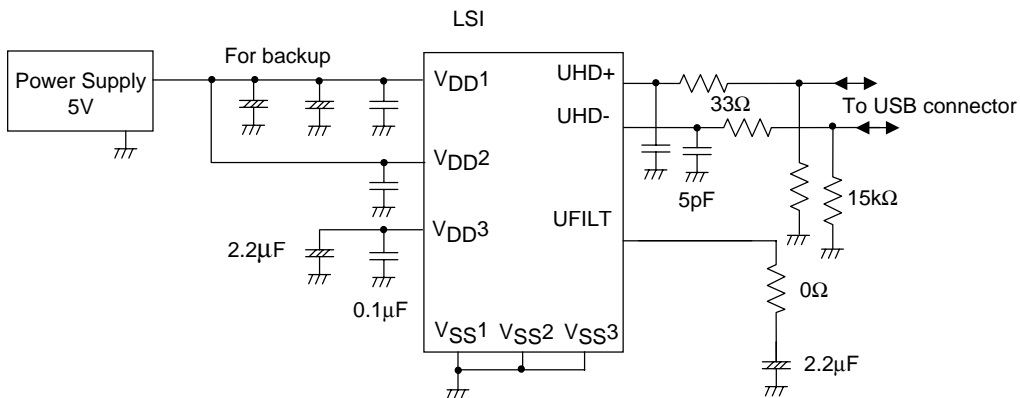 LSI
Power Supply
5V
For backup
VDD1
VDD2
VDD3
2.2μF
0.1μF
VSS1
VSS2
VSS3
UHD+
UHD-
UFILT
33Ω
5pF
To USB connector
15kΩ
0Ω
2.2μF